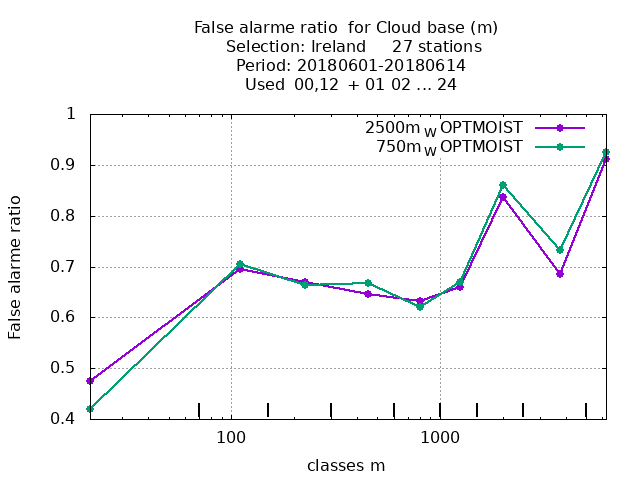 False alarme ratio for Cloud base (m)
Selection: Ireland 27 stations
Period: 20180601-20180614
Used 00,12 + 01 02 ... 24
2500m W OPTMOIST
750m W OPTMOIST
1
0.9
0.8
0.7
0.6
0.5
0.4
False alarme ratio
100 1000
classes m